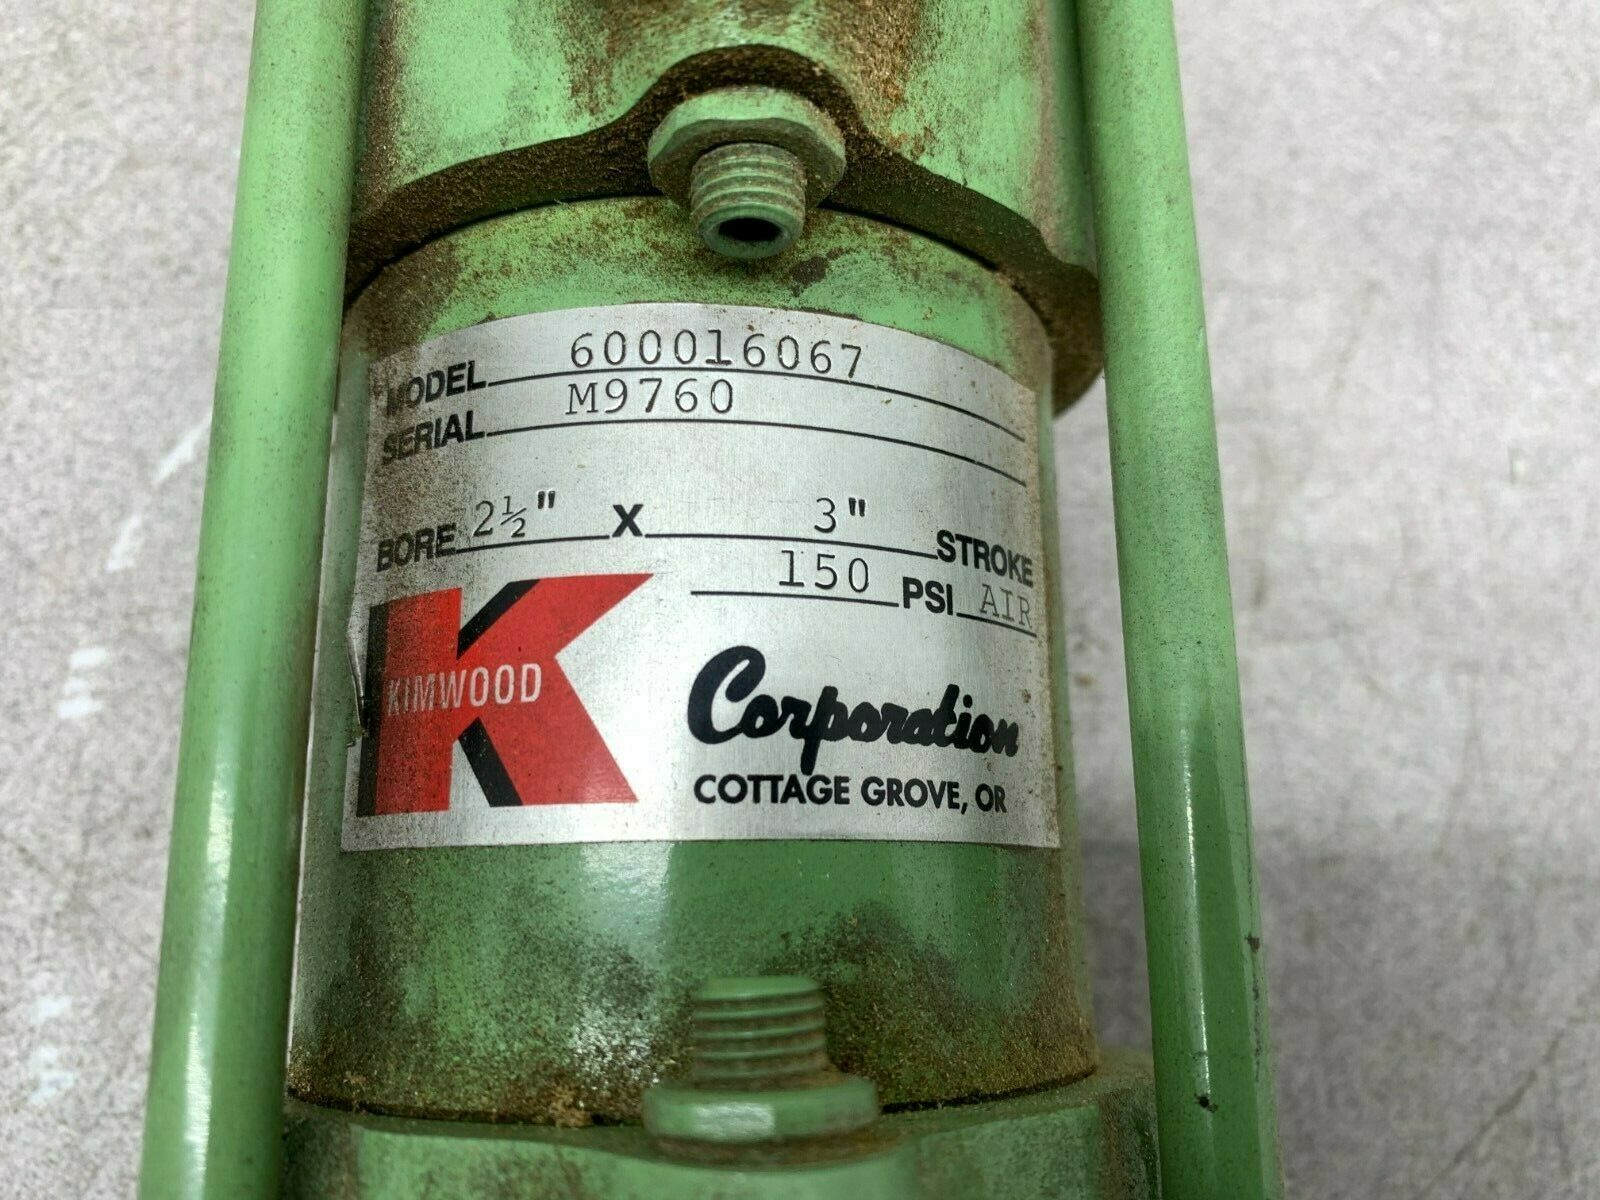 MODEL 600016067
SERIAL M9760
BORE 2½" X 3" STROKE
150 PSI AIR
KIMWOOD
Corporation
COTTAGE GROVE, OR